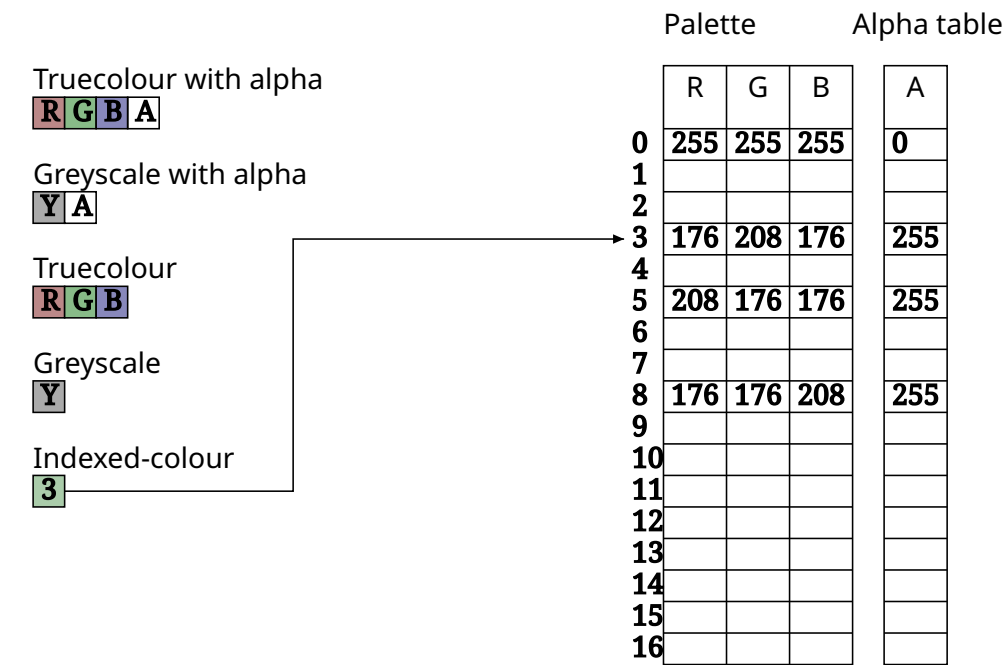 Palette Alpha table
Truecolour with alpha
R G B A
Greyscale with alpha
Y A
Truecolour
R G B
Greyscale
Y
Indexed-colour
3
R G B A
0 255 255 255 0
1
2
3 176 208 176 255
4
5 208 176 176 255
6
7
8 176 176 208 255
9
10
11
12
13
14
15
16